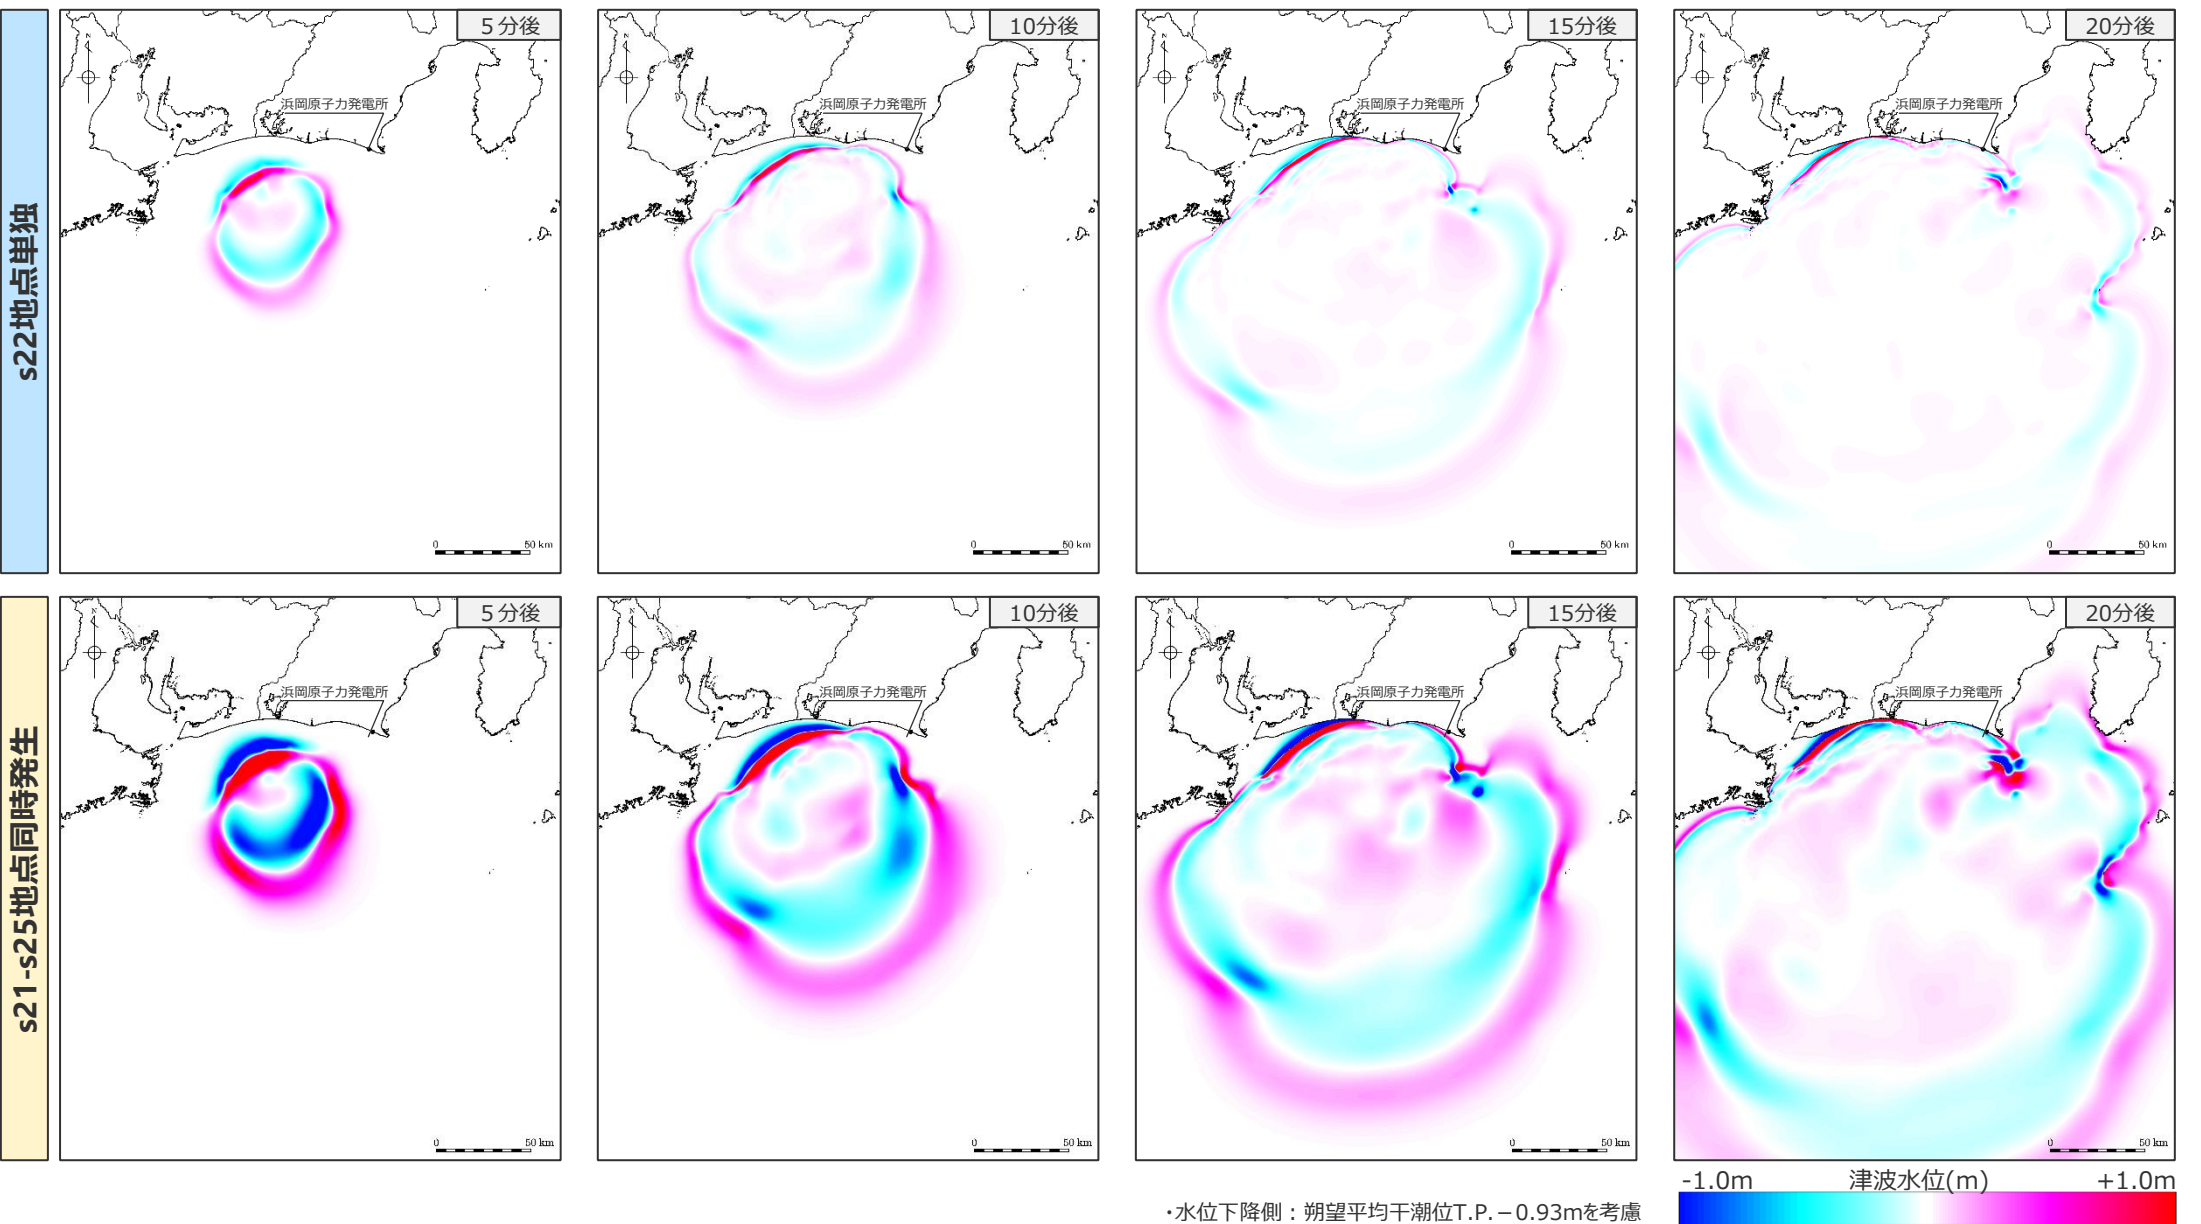 s22地点単独
5分後
N
浜岡原子力発電所
0 50 km
10分後
N
浜岡原子力発電所
0 50 km
15分後
N
浜岡原子力発電所
0 50 km
20分後
N
浜岡原子力発電所
0 50 km
s21-s25地点同時発生
5分後
N
浜岡原子力発電所
0 50 km
10分後
N
浜岡原子力発電所
0 50 km
15分後
N
浜岡原子力発電所
0 50 km
20分後
N
浜岡原子力発電所
0 50 km
-1.0m 津波水位(m) +1.0m
・水位下降側：朔望平均干潮位T.P.－0.93mを考慮